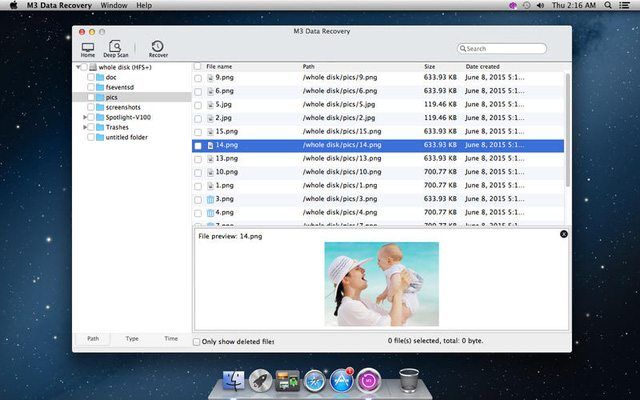 M3 Data Recovery Window Help Thu 2:16 AM
M3 Data Recovery
Home Deep Scan Recover Search
whole disk (HFS+)
doc
fseventsd
pics
screenshots
Spotlight-V100
Trashes
untitled folder
File name Path Size Date created
9.png /whole disk/pics/9.png 633.93 KB June 8, 2015 5:1...
6.png /whole disk/pics/6.png 633.93 KB June 8, 2015 5:1...
5.jpg /whole disk/pics/5.jpg 119.46 KB June 8, 2015 5:1...
2.jpg /whole disk/pics/2.jpg 119.46 KB June 8, 2015 5:1...
15.png /whole disk/pics/15.png 633.93 KB June 8, 2015 5:1...
14.png /whole disk/pics/14.png 633.93 KB June 8, 2015 5:1...
13.png /whole disk/pics/13.png 633.93 KB June 8, 2015 5:1...
10.png /whole disk/pics/10.png 700.77 KB June 8, 2015 5:1...
1.png /whole disk/pics/1.png 700.77 KB June 8, 2015 5:1...
3.png /whole disk/pics/3.png 633.93 KB June 8, 2015 5:1...
4.png /whole disk/pics/4.png 700.77 KB June 8, 2015 5:1...
File preview: 14.png
Path Type Time
Only show deleted files
0 file(s) selected, total: 0 byte.